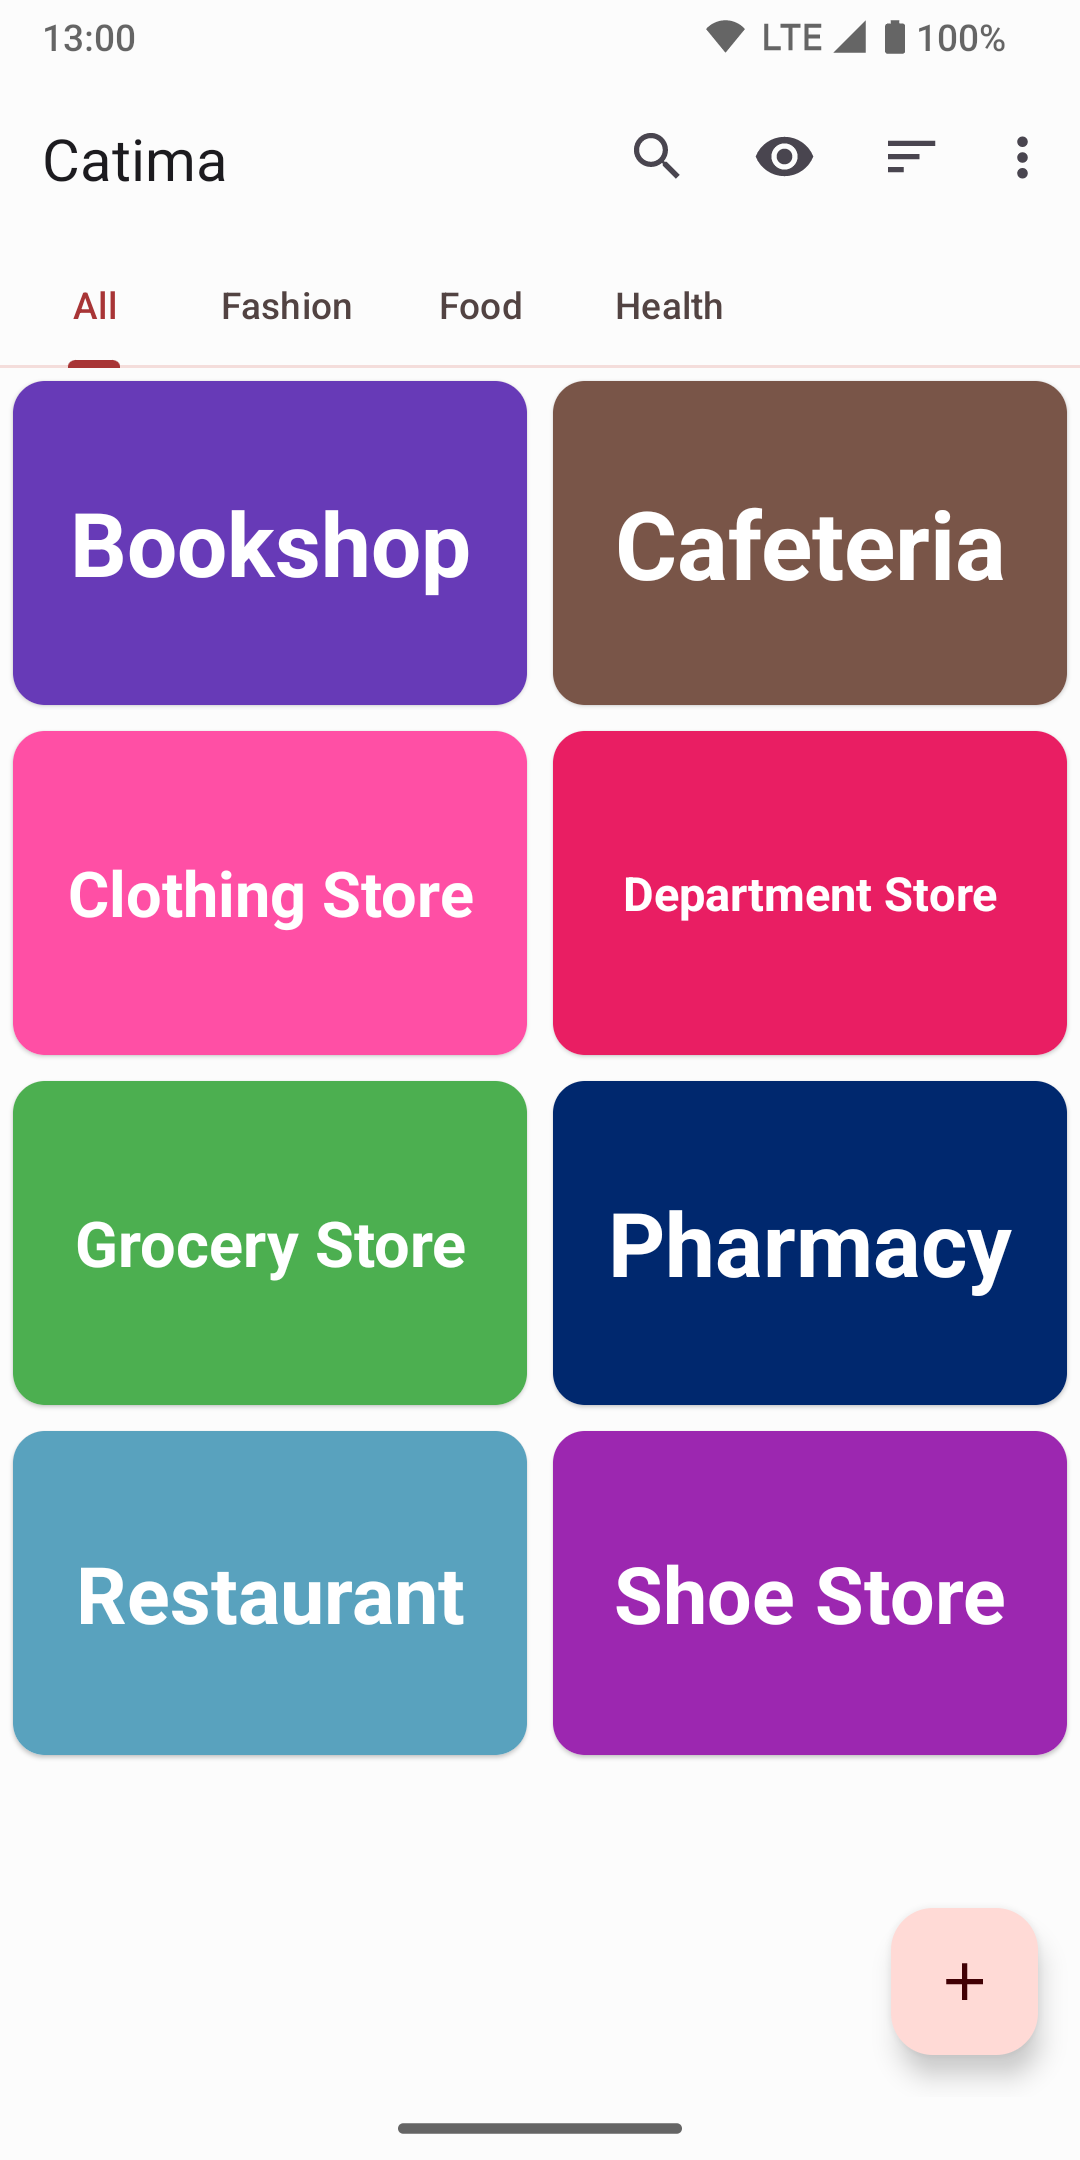 13:00 LTE 100%
Catima
All Fashion Food Health
Bookshop Cafeteria
Clothing Store Department Store
Grocery Store Pharmacy
Restaurant Shoe Store
+